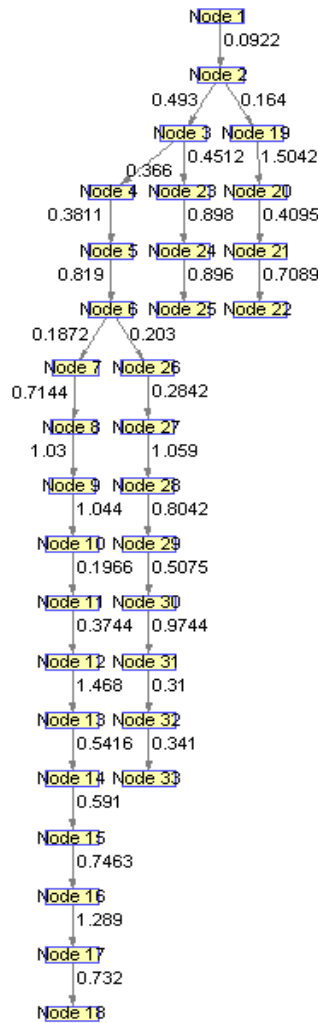 Node 1
0.0922
Node 2
0.493 0.164
Node 3 Node 19
0.366 0.4512 1.5042
Node 4 Node 23 Node 20
0.3811 0.898 0.4095
Node 5 Node 24 Node 21
0.819 0.896 0.7089
Node 6 Node 25 Node 22
0.1872 0.203
Node 7 Node 26
0.7144 0.2842
Node 8 Node 27
1.03 1.059
Node 9 Node 28
1.044 0.8042
Node 10 Node 29
0.1966 0.5075
Node 11 Node 30
0.3744 0.9744
Node 12 Node 31
1.468 0.31
Node 13 Node 32
0.5416 0.341
Node 14 Node 33
0.591
Node 15
0.7463
Node 16
1.289
Node 17
0.732
Node 18